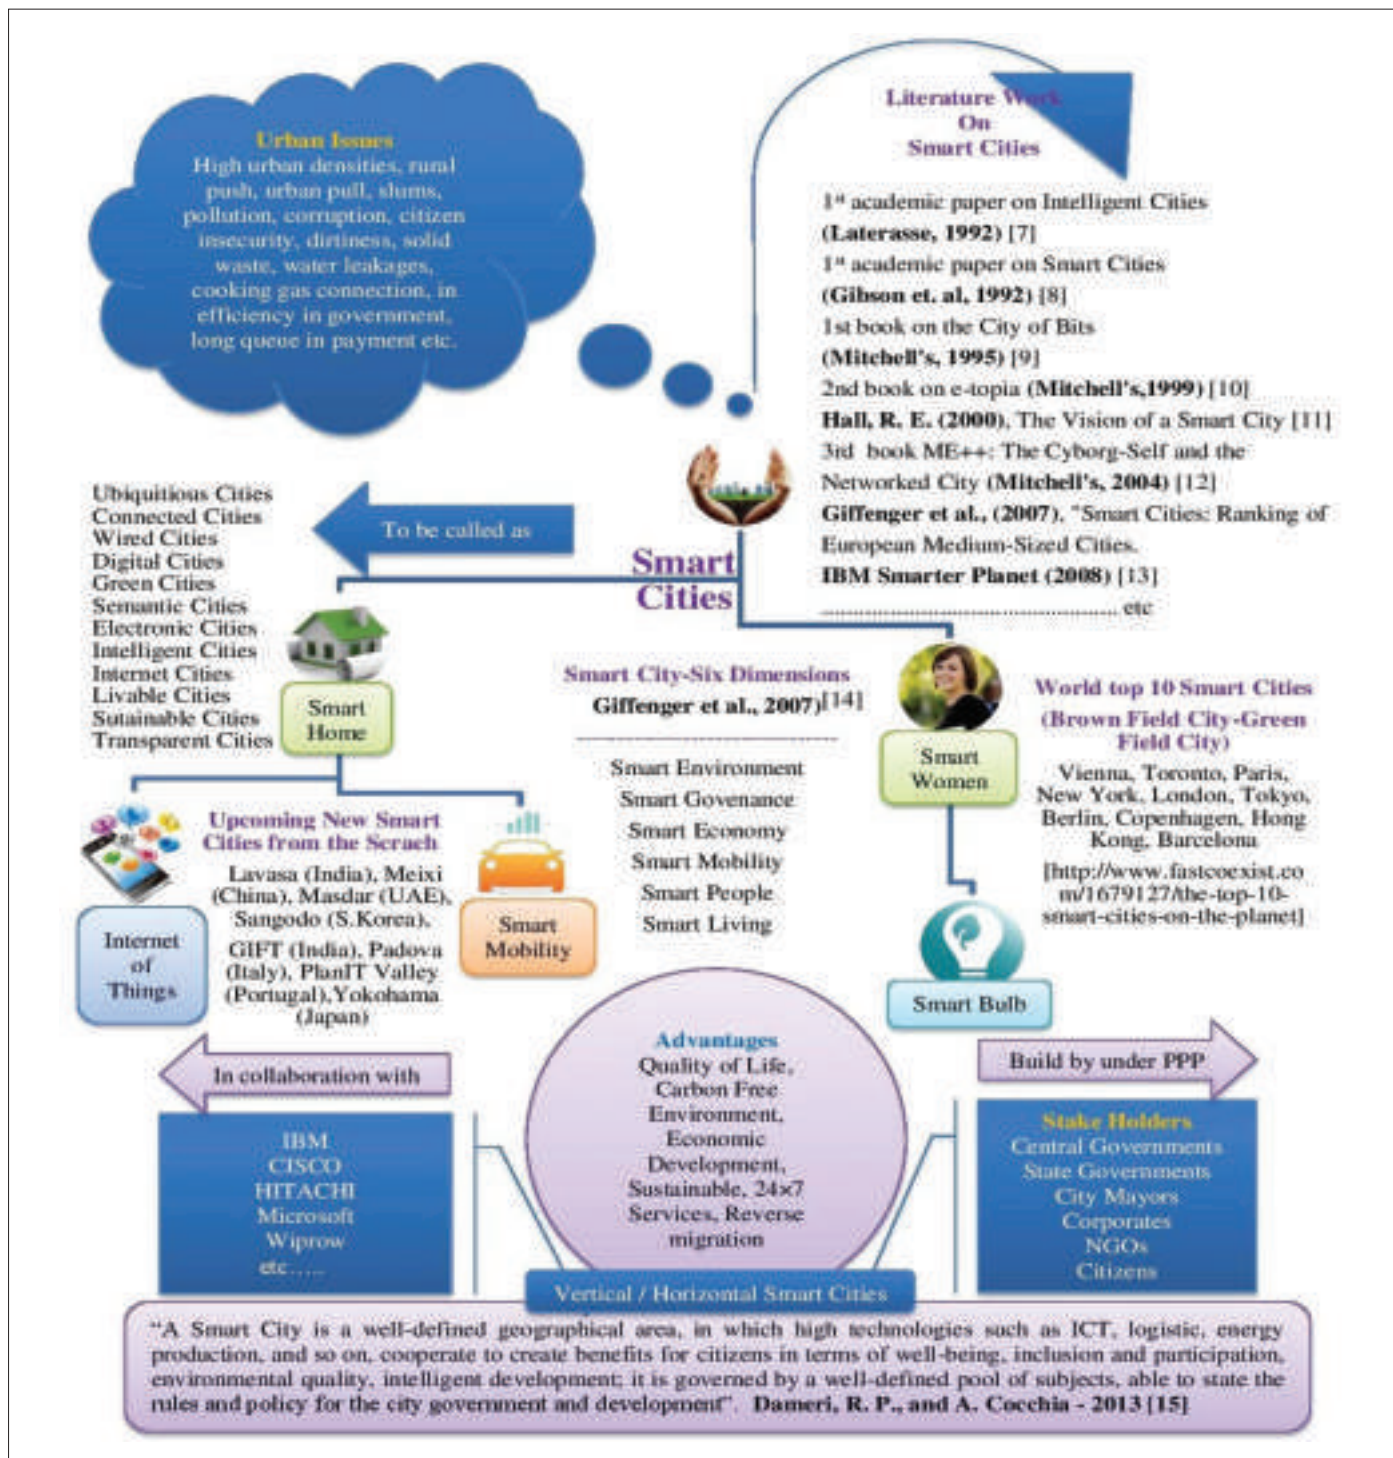 Urban Issues
High urban densities, rural
push, urban pull, slums,
pollution, corruption, citizen
insecurity, dirtiness, solid
waste, water leakages,
cooking gas connection, in
efficiency in government,
long queue in payment etc.
Literature Work
On
Smart Cities
1st academic paper on Intelligent Cities
(Laterasse, 1992) [7]
1st academic paper on Smart Cities
(Gibson et. al, 1992) [8]
1st book on the City of Bits
(Mitchell's, 1995) [9]
2nd book on e-topia (Mitchell's,1999) [10]
Hall, R. E. (2000), The Vision of a Smart City [11]
3rd book ME++: The Cyborg-Self and the
Networked City (Mitchell's, 2004) [12]
Giffenger et al., (2007), "Smart Cities: Ranking of
European Medium-Sized Cities.
IBM Smarter Planet (2008) [13]
................................................ etc
To be called as
Ubiquitious Cities
Connected Cities
Wired Cities
Digital Cities
Green Cities
Semantic Cities
Electronic Cities
Intelligent Cities
Internet Cities
Livable Cities
Sutainable Cities
Transparent Cities
Smart
Cities
Smart
Home
Smart City-Six Dimensions
Giffenger et al., 2007)[14]
Smart Environment
Smart Govenance
Smart Economy
Smart Mobility
Smart People
Smart Living
Smart
Women
World top 10 Smart Cities
(Brown Field City-Green
Field City)
Vienna, Toronto, Paris,
New York, London, Tokyo,
Berlin, Copenhagen, Hong
Kong, Barcelona
[http://www.fastcoexist.co
m/1679127/the-top-10-
smart-cities-on-the-planet]
Upcoming New Smart
Cities from the Scrach
Lavasa (India), Meixi
(China), Masdar (UAE),
Sangodo (S.Korea),
GIFT (India), Padova
(Italy), PlanIT Valley
(Portugal),Yokohama
(Japan)
Internet
of
Things
Smart
Mobility
Smart Bulb
In collaboration with
IBM
CISCO
HITACHI
Microsoft
Wiprow
etc.....
Advantages
Quality of Life,
Carbon Free
Environment,
Economic
Development,
Sustainable, 24×7
Services, Reverse
migration
Build by under PPP
Stake Holders
Central Governments
State Governments
City Mayors
Corporates
NGOs
Citizens
Vertical / Horizontal Smart Cities
"A Smart City is a well-defined geographical area, in which high technologies such as ICT, logistic, energy
production, and so on, cooperate to create benefits for citizens in terms of well-being, inclusion and participation,
environmental quality, intelligent development; it is governed by a well-defined pool of subjects, able to state the
rules and policy for the city government and development". Dameri, R. P., and A. Cocchia - 2013 [15]